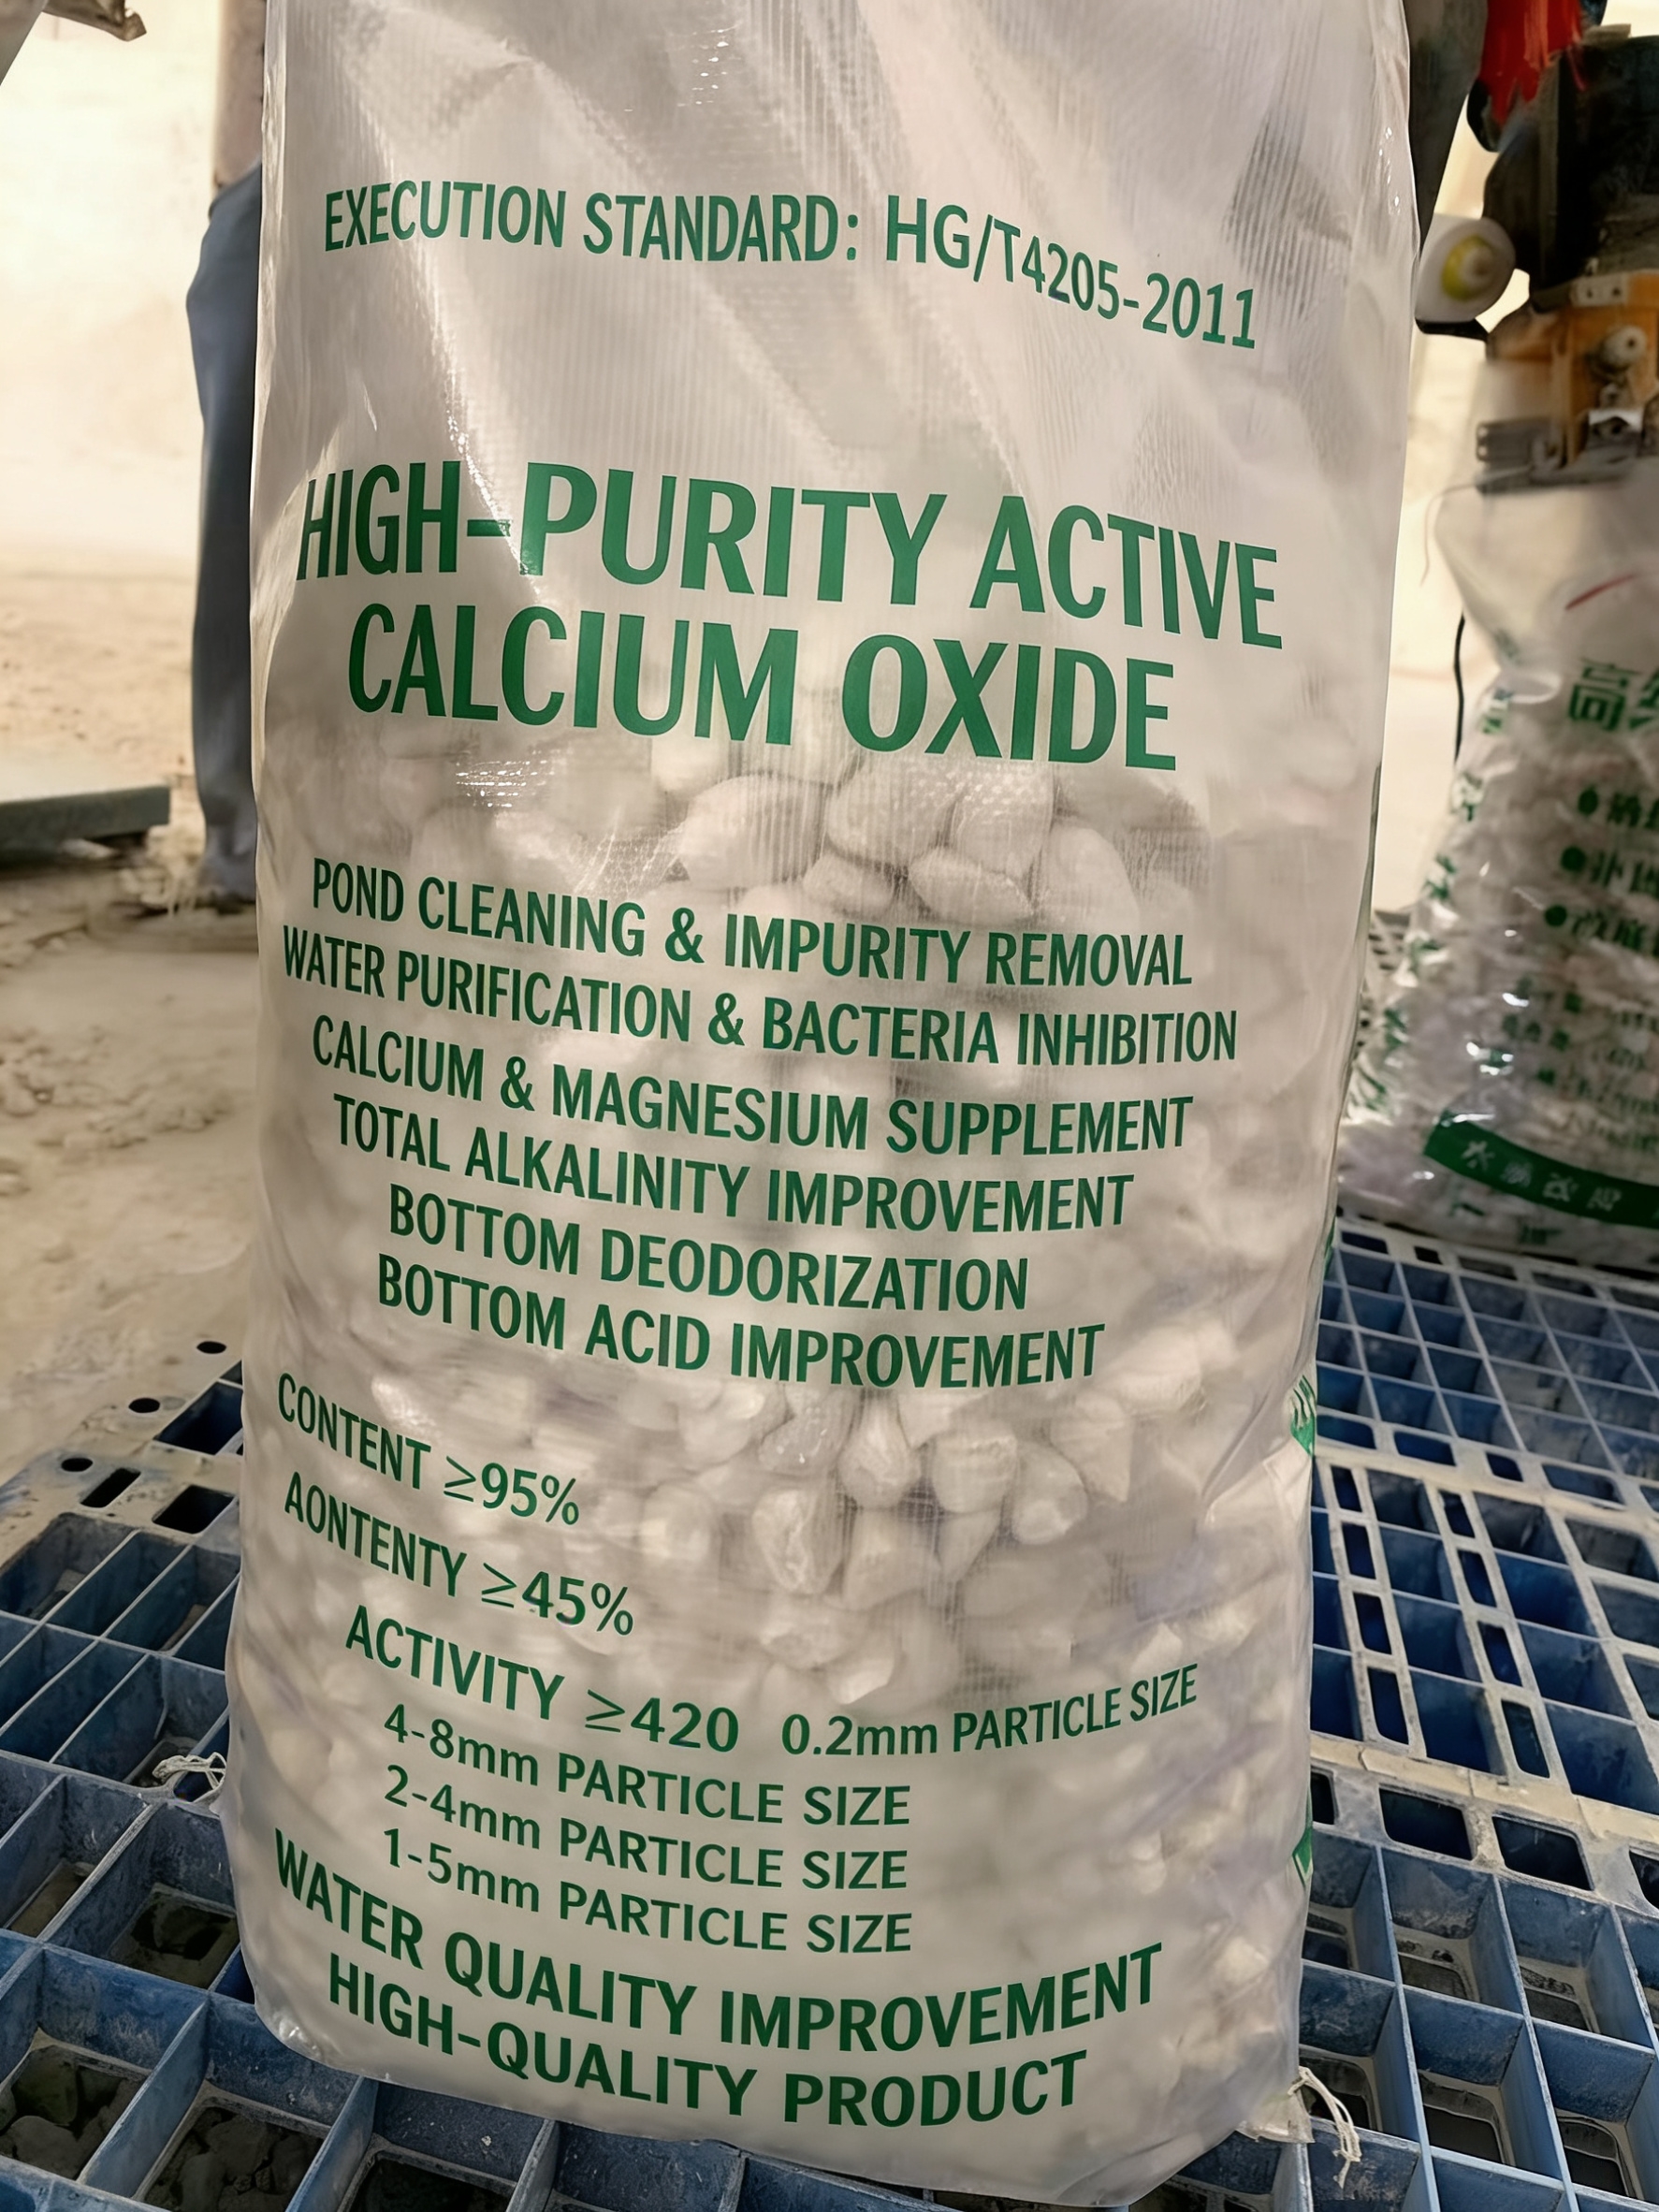 EXECUTION STANDARD: HG/T4205-2011
HIGH-PURITY ACTIVE
CALCIUM OXIDE
POND CLEANING & IMPURITY REMOVAL
WATER PURIFICATION & BACTERIA INHIBITION
CALCIUM & MAGNESIUM SUPPLEMENT
TOTAL ALKALINITY IMPROVEMENT
BOTTOM DEODORIZATION
BOTTOM ACID IMPROVEMENT
CONTENT ≥95%
AONTENTY ≥45%
ACTIVITY ≥420 0.2mm PARTICLE SIZE
4-8mm PARTICLE SIZE
2-4mm PARTICLE SIZE
1-5mm PARTICLE SIZE
WATER QUALITY IMPROVEMENT
HIGH-QUALITY PRODUCT
高